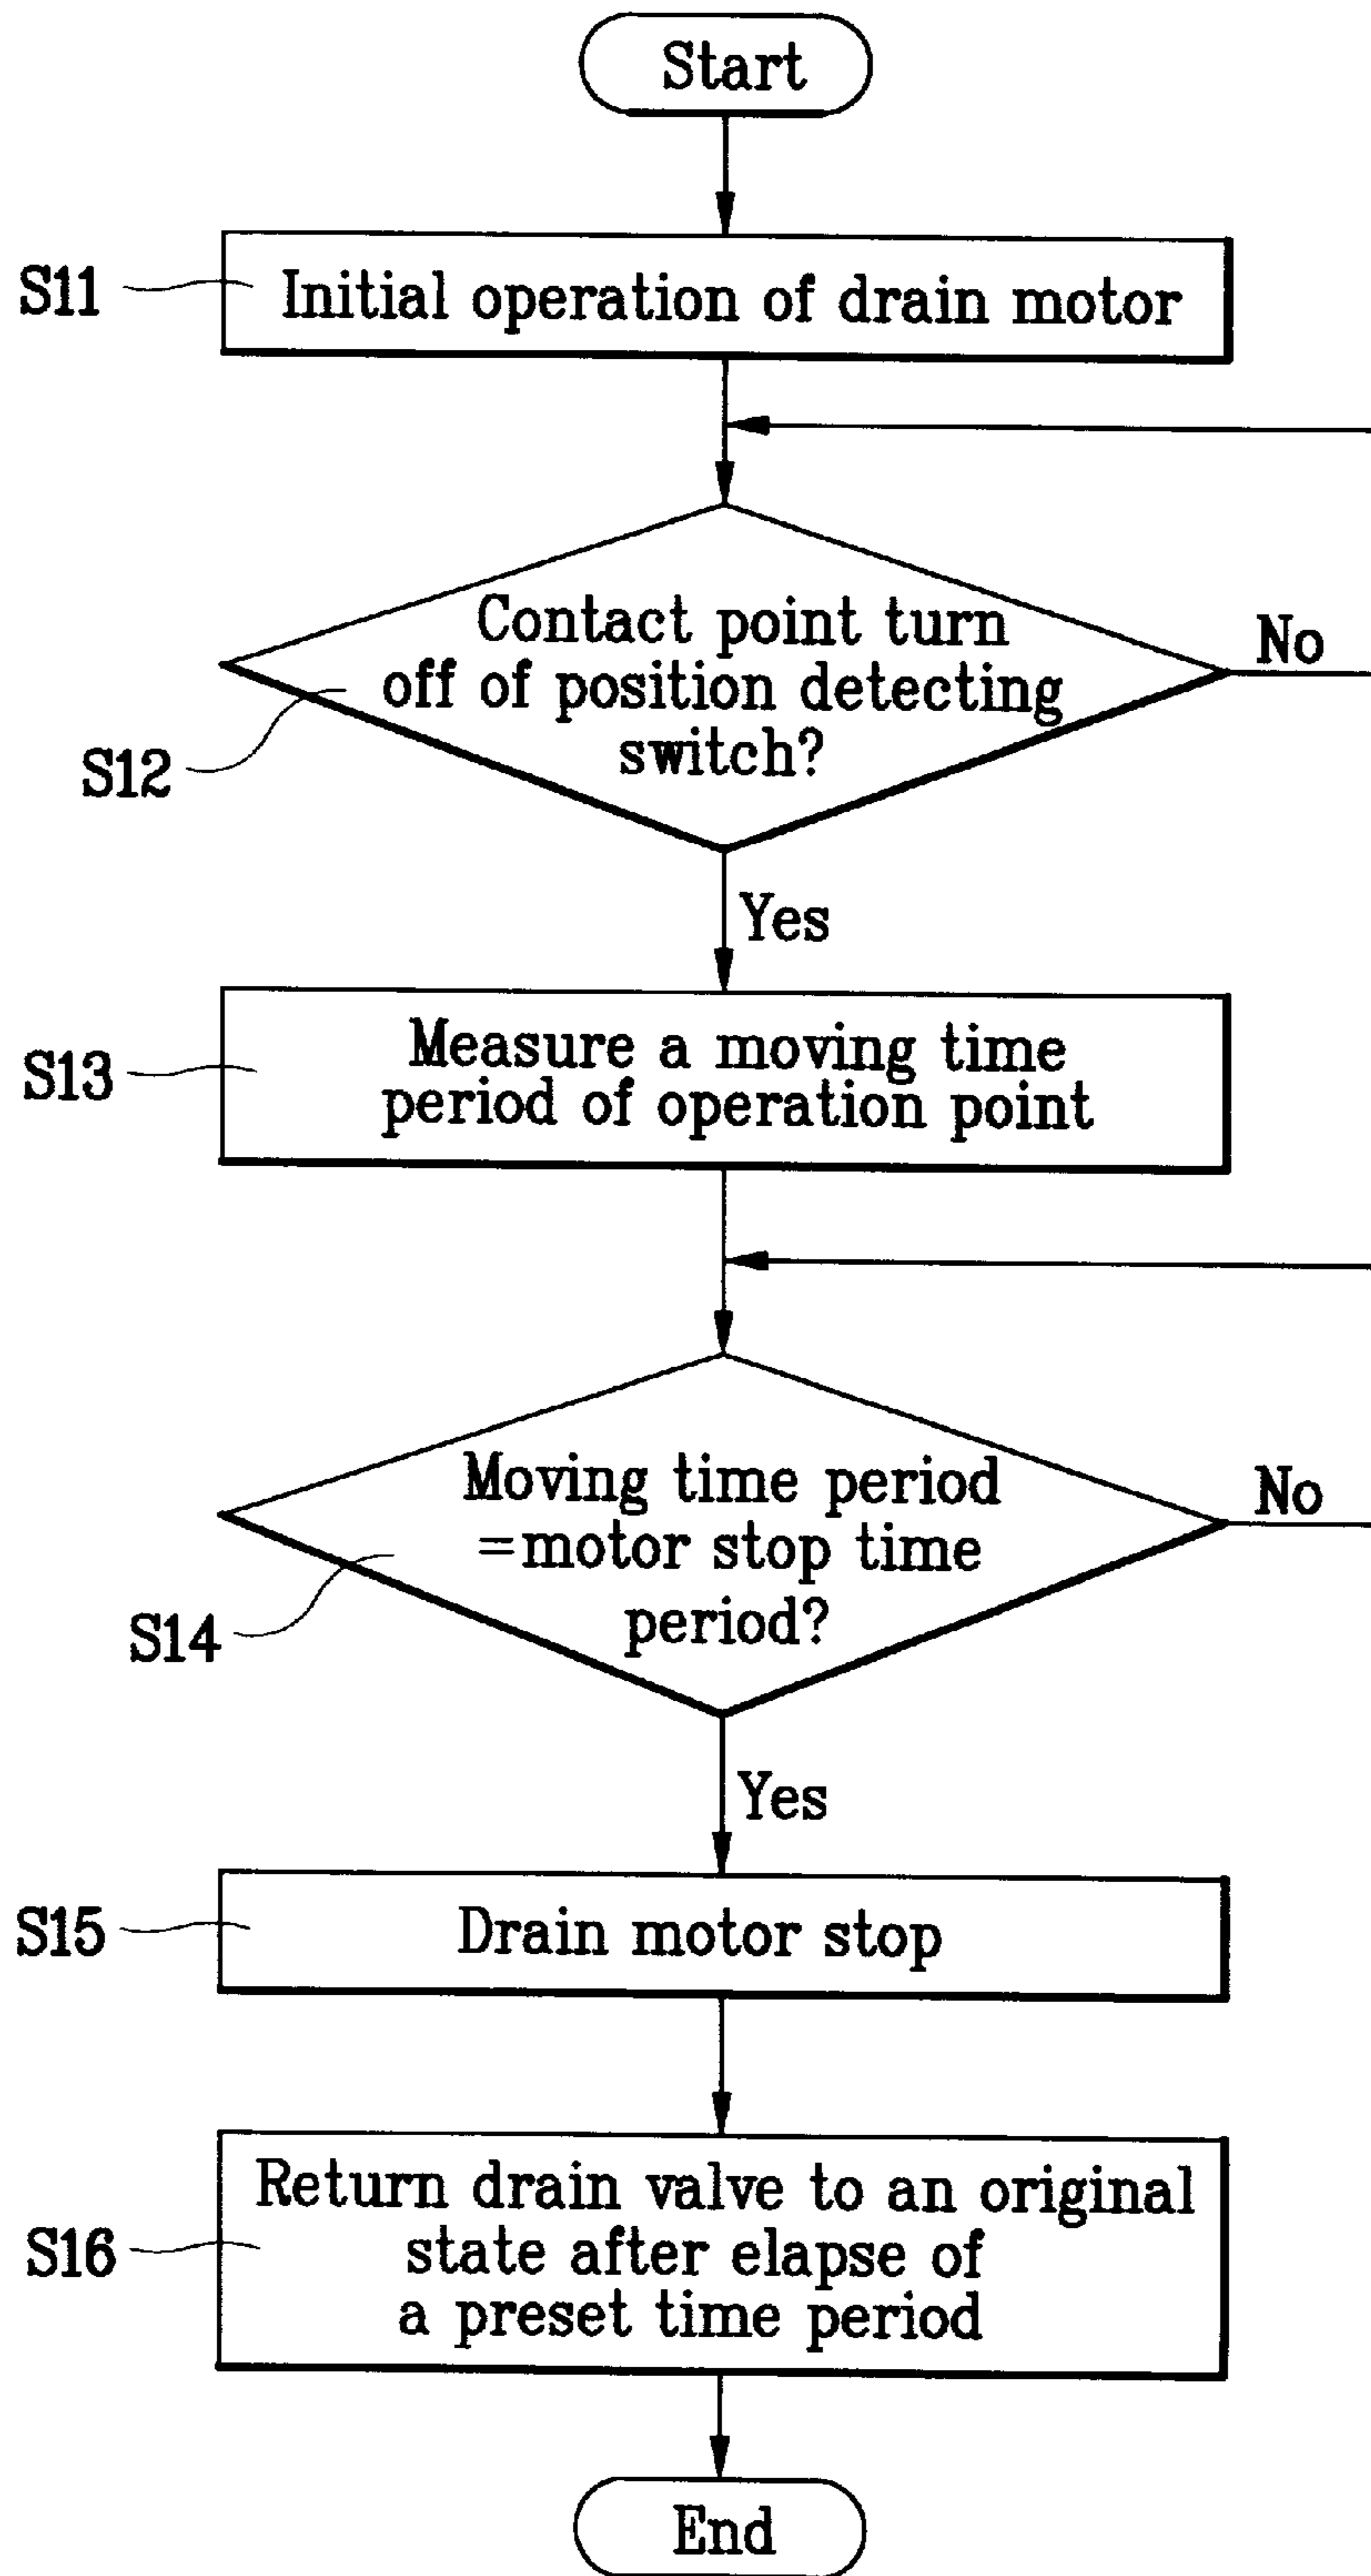 Start
S11
Initial operation of drain motor
Contact point turn
off of position detecting
switch?
No
S12
Yes
S13
Measure a moving time
period of operation point
Moving time period
=motor stop time
period?
No
S14
Yes
S15
Drain motor stop
S16
Return drain valve to an original
state after elapse of
a preset time period
End